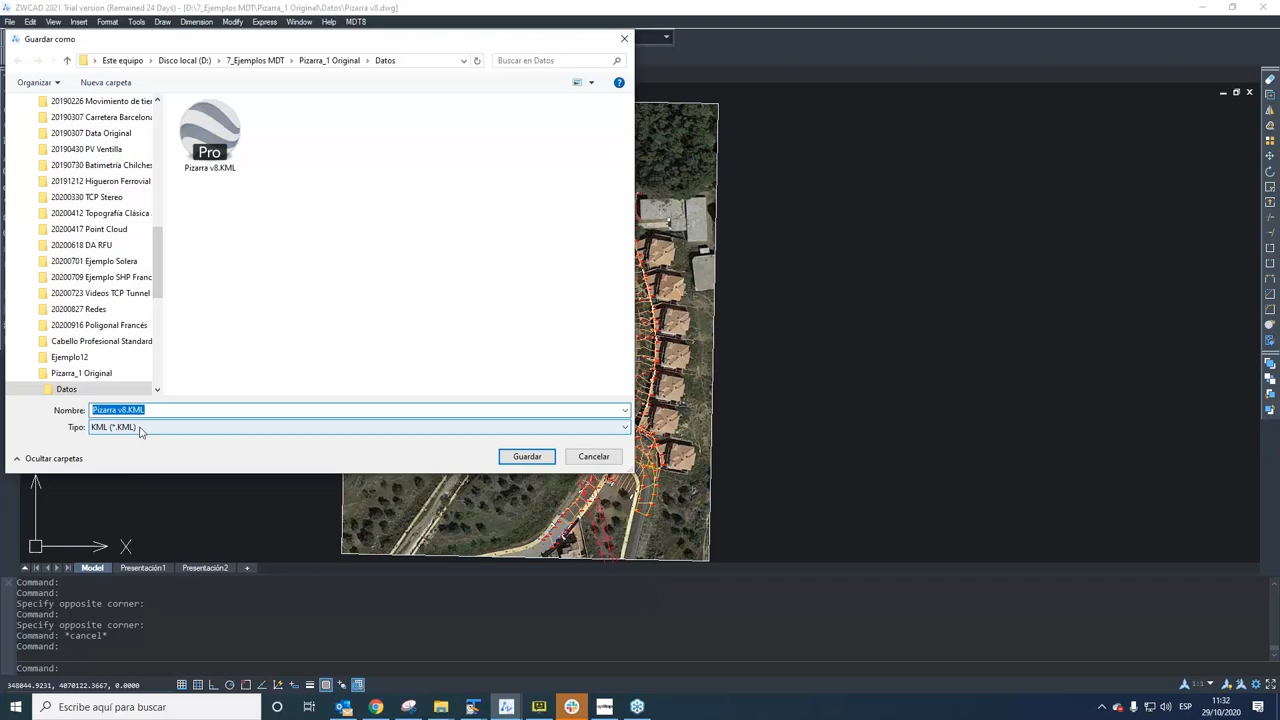 ZWCAD 2021 Trial version (Remained 24 Days) - [D:\7_Ejemplos MDT\Pizarra_1 Original\Datos\Pizarra v8.dwg]
File Edit View Insert Format Tools Draw Dimension Modify Express Window Help MDT8
Guardar como
Este equipo > Disco local (D:) > 7_Ejemplos MDT > Pizarra_1 Original > Datos
Buscar en Datos
Organizar
Nueva carpeta
20190226 Movimiento de tier
20190307 Carretera Barcelona
20190307 Data Original
20190430 PV Ventilla
20190730 Batimetría Chilches
20191212 Higueron Ferrovial
20200330 TCP Stereo
20200412 Topografía Clásica
20200417 Point Cloud
20200618 DA RFU
20200701 Ejemplo Solera
20200709 Ejemplo SHP Franc
20200723 Videos TCP Tunnel
20200827 Redes
20200916 Poligonal Francés
Cabello Profesional Standard
Ejemplo12
Pizarra_1 Original
Datos
Pro
Pizarra v8.KML
Nombre: Pizarra v8.KML
Tipo: KML (*.KML)
Ocultar carpetas
Guardar
Cancelar
X
Model Presentación1 Presentación2 +
Command:
Command:
Specify opposite corner:
Command:
Specify opposite corner:
Command: *cancel*
Command:
Command:
348044.9231, 4070122.3667, 0.0000
1:1
Escribe aquí para buscar
ESP
11:32
29/10/2020